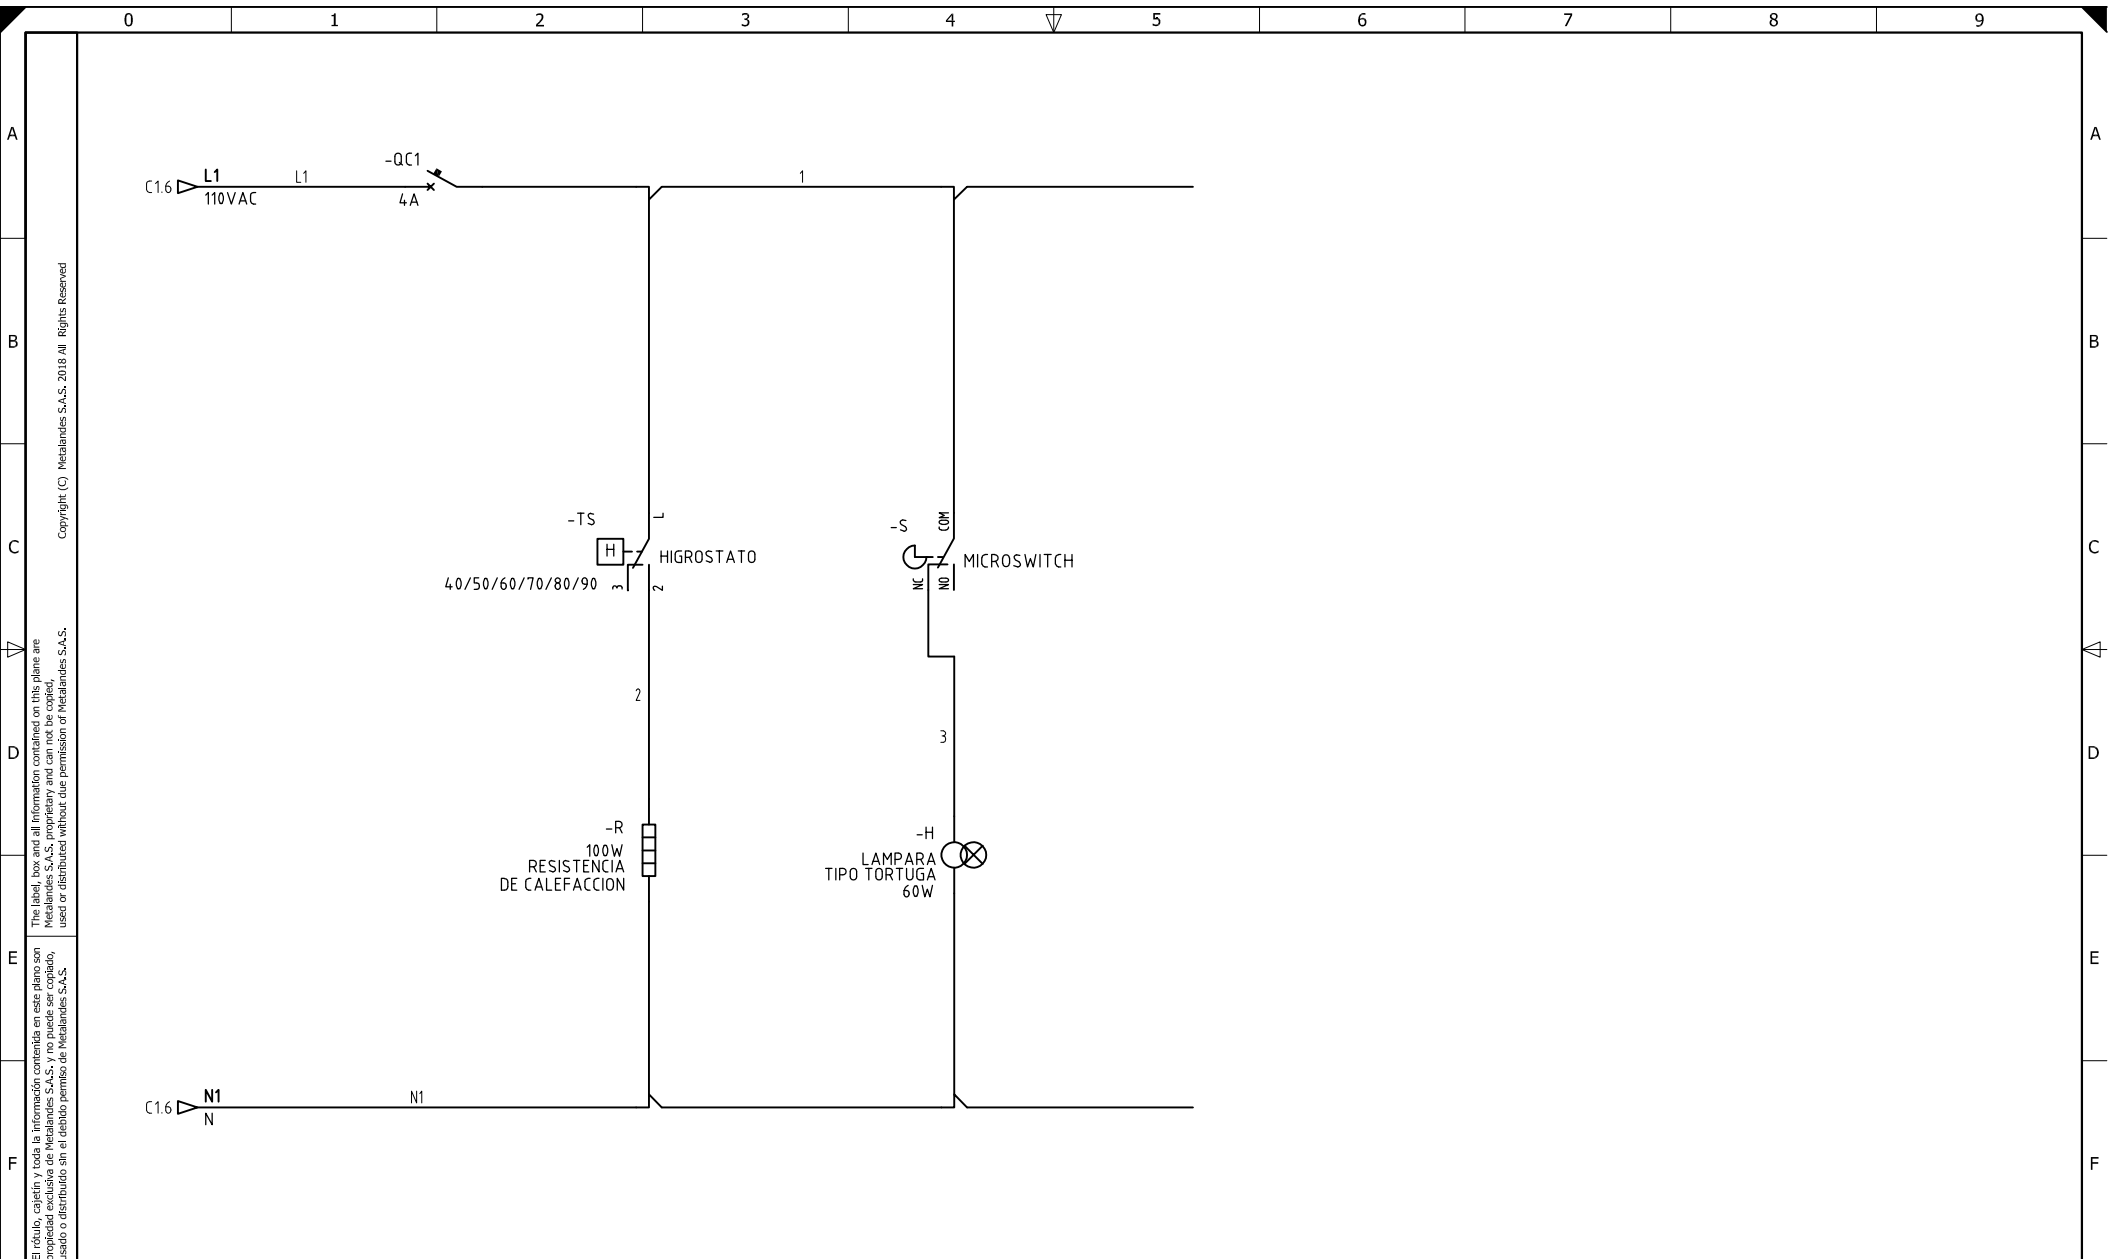 0 1 2 3 4 5 6 7 8 9
A A
B B
C C
D D
E E
F F
-QC1
4A
C1.6
L1
110VAC
L1
1
-TS
L
H
HIGROSTATO
40/50/60/70/80/90
3
2
-S
COM
MICROSWITCH
NC
NO
2
3
-R
100W
RESISTENCIA
DE CALEFACCION
-H
LAMPARA
TIPO TORTUGA
60W
C1.6
N1
N
N1
Copyright (C) Metalandes S.A.S. 2018 All Rights Reserved
The label, box and all information contained on this plane are
Metalandes S.A.S. proprietary and can not be copied,
used or distributed without due permission of Metalandes S.A.S.
El rótulo, cajetín y toda la información contenida en este plano son
propiedad exclusiva de Metalandes S.A.S. y no puede ser copiado,
usado o distribuido sin el debido permiso de Metalandes S.A.S.